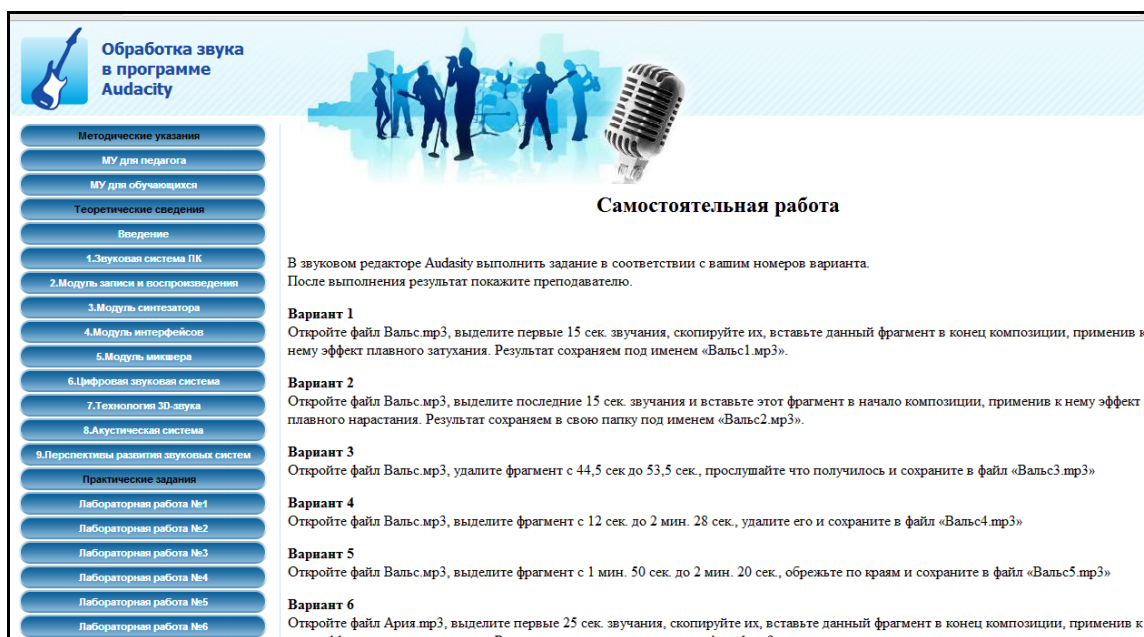 Обработка звука
в программе
Audacity
Методические указания
МУ для педагога
МУ для обучающихся
Теоретические сведения
Введение
1.Звуковая система ПК
2.Модуль записи и воспроизведения
3.Модуль синтезатора
4.Модуль интерфейсов
5.Модуль микшера
6.Цифровая звуковая система
7.Технология 3D-звука
8.Акустическая система
9.Перспективы развития звуковых систем
Практические задания
Лабораторная работа №1
Лабораторная работа №2
Лабораторная работа №3
Лабораторная работа №4
Лабораторная работа №5
Лабораторная работа №6
Самостоятельная работа
В звуковом редакторе Audasity выполнить задание в соответствии с вашим номеров варианта.
После выполнения результат покажите преподавателю.
Вариант 1
Откройте файл Вальс.mp3, выделите первые 15 сек. звучания, скопируйте их, вставьте данный фрагмент в конец композиции, применив к
нему эффект плавного затухания. Результат сохраняем под именем «Вальс1.мр3».
Вариант 2
Откройте файл Вальс.мр3, выделите последние 15 сек. звучания и вставьте этот фрагмент в начало композиции, применив к нему эффект
плавного нарастания. Результат сохраняем в свою папку под именем «Вальс2.мр3».
Вариант 3
Откройте файл Вальс.мр3, удалите фрагмент с 44,5 сек до 53,5 сек., прослушайте что получилось и сохраните в файл «Вальс3.mp3»
Вариант 4
Откройте файл Вальс.мр3, выделите фрагмент с 12 сек. до 2 мин. 28 сек., удалите его и сохраните в файл «Вальс4.mp3»
Вариант 5
Откройте файл Вальс.мр3, выделите фрагмент с 1 мин. 50 сек. до 2 мин. 20 сек., обрежьте по краям и сохраните в файл «Вальс5.mp3»
Вариант 6
Откройте файл Ария.mp3, выделите первые 25 сек. звучания, скопируйте их, вставьте данный фрагмент в конец композиции, применив к